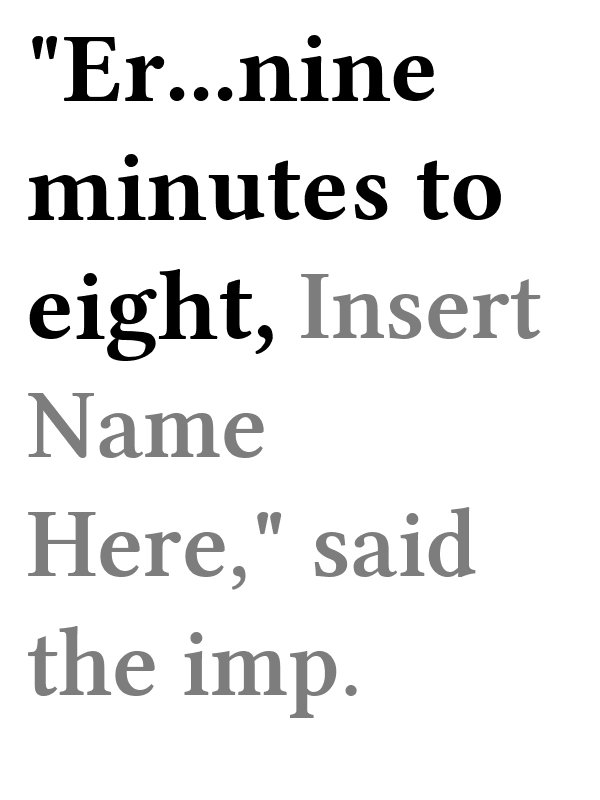 "Er...nine
minutes to
eight, Insert
Name
Here," said
the imp.